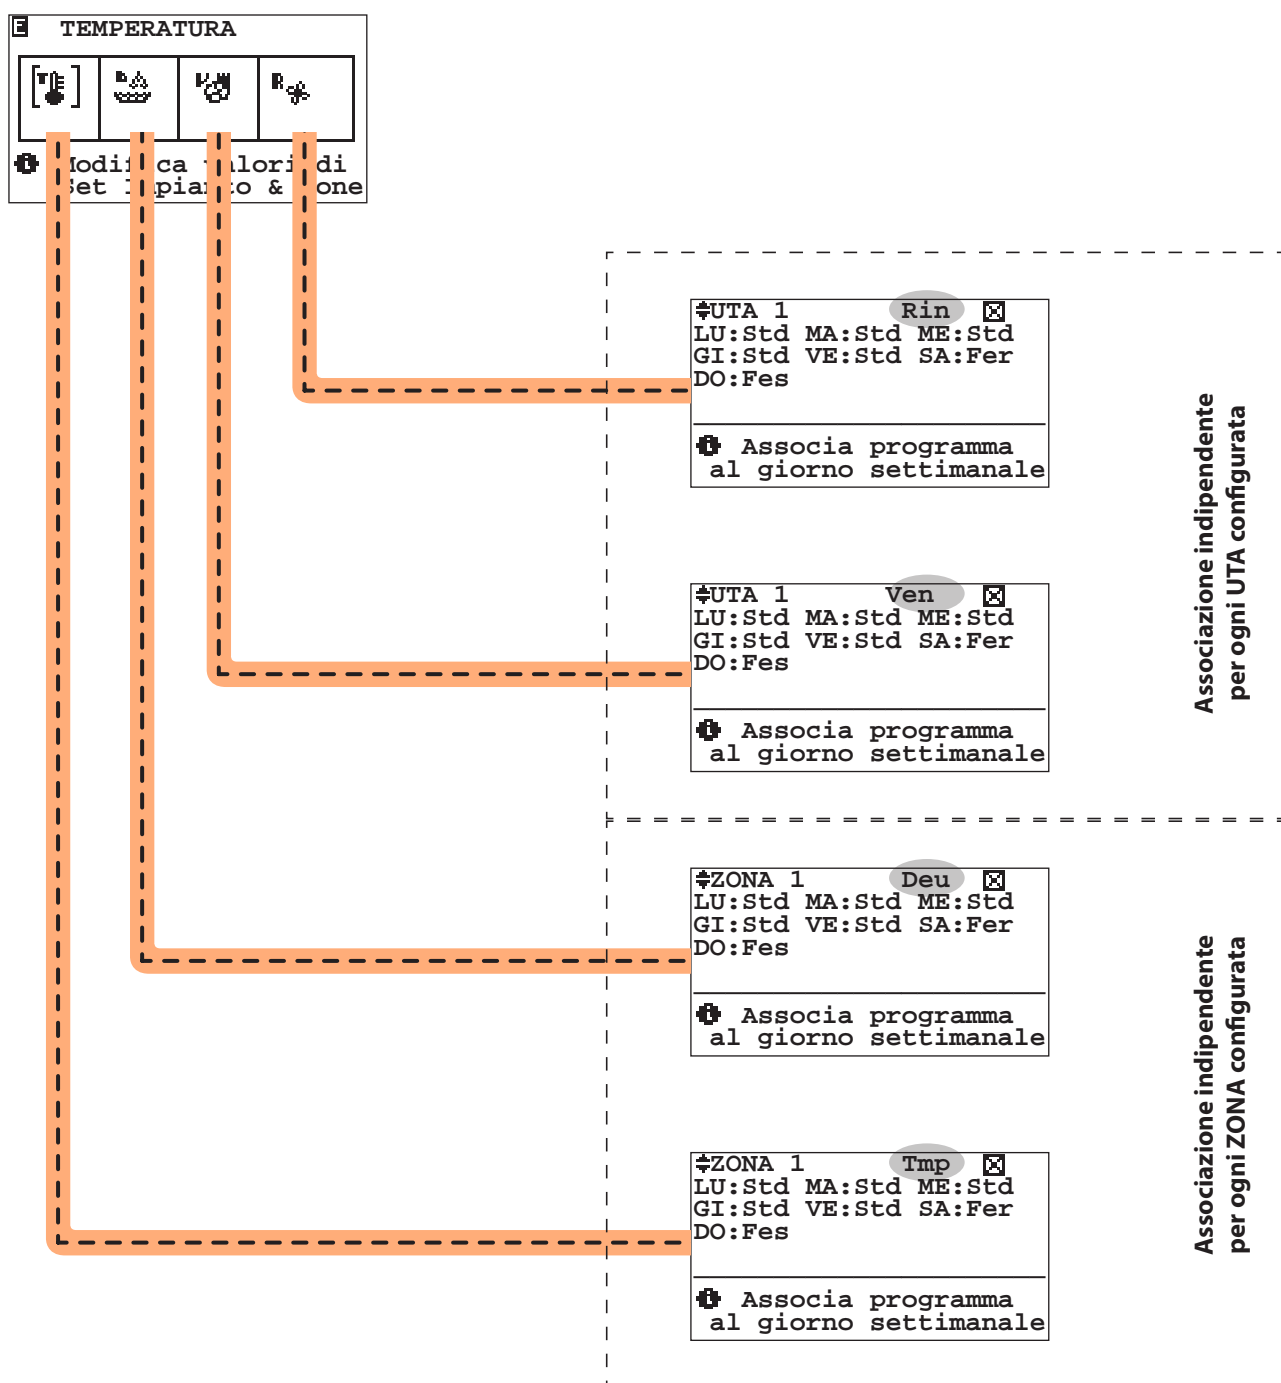 E TEMPERATURA
T D V R
di
Set & one
UTA 1 Rin
LU:Std MA:Std ME:Std
GI:Std VE:Std SA:Fer
DO:Fes
Associa programma
al giorno settimanale
UTA 1 Ven
LU:Std MA:Std ME:Std
GI:Std VE:Std SA:Fer
DO:Fes
Associa programma
al giorno settimanale
Associazione indipendente
per ogni UTA configurata
ZONA 1 Deu
LU:Std MA:Std ME:Std
GI:Std VE:Std SA:Fer
DO:Fes
Associa programma
al giorno settimanale
ZONA 1 Tmp
LU:Std MA:Std ME:Std
GI:Std VE:Std SA:Fer
DO:Fes
Associa programma
al giorno settimanale
Associazione indipendente
per ogni ZONA configurata